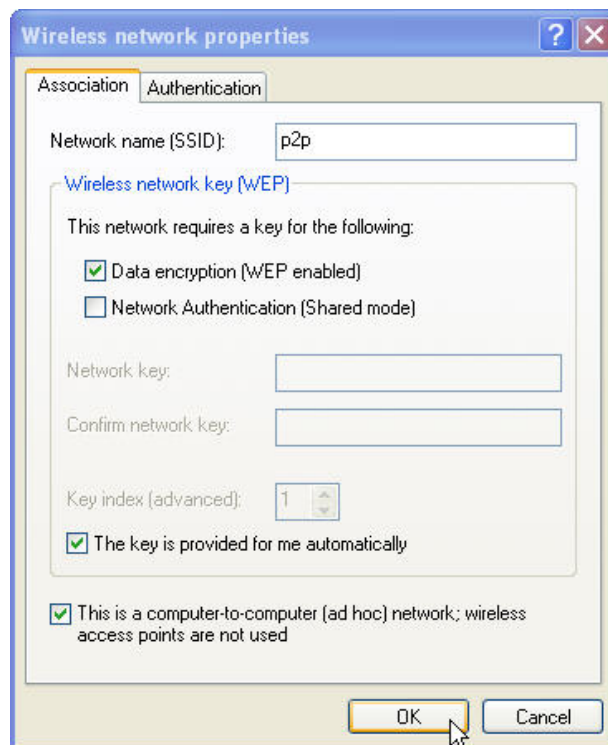 Wireless network properties
Association Authentication
Network name (SSID): p2p
Wireless network key (WEP)
This network requires a key for the following:
Data encryption (WEP enabled)
Network Authentication (Shared mode)
Network key:
Confirm network key:
Key index (advanced): 1
The key is provided for me automatically
This is a computer-to-computer (ad hoc) network; wireless
access points are not used
OK Cancel